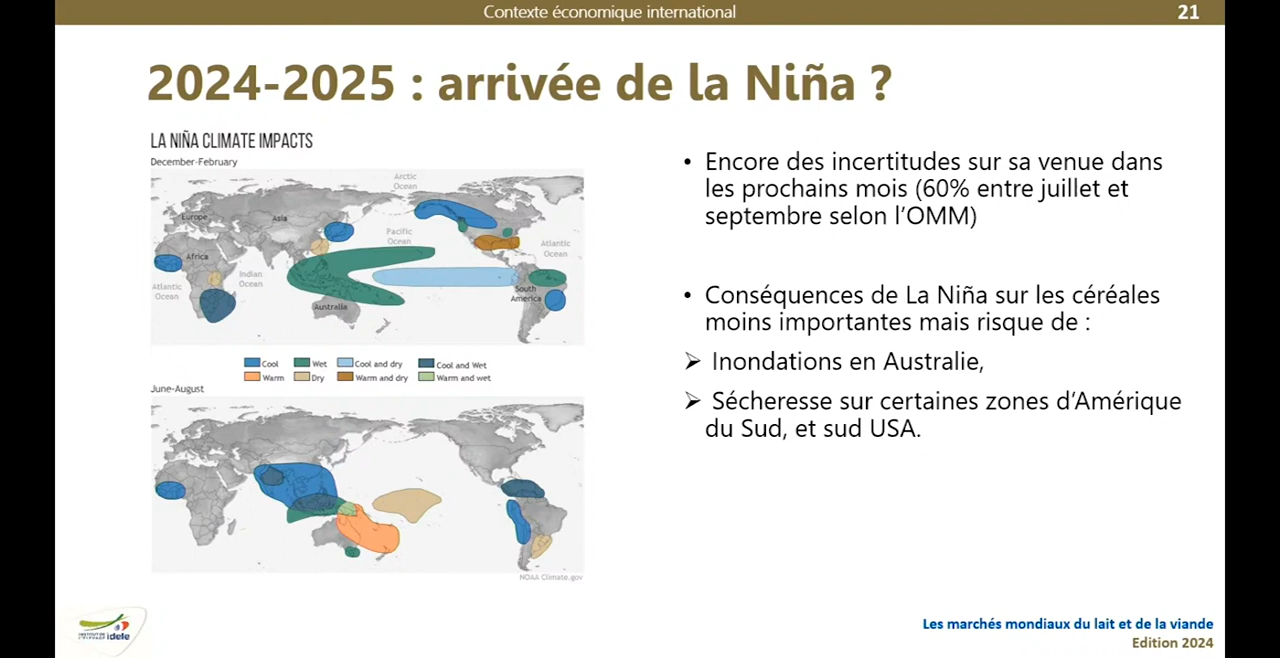 Contexte économique international
21
2024-2025 : arrivée de la Niña ?
LA NIÑA CLIMATE IMPACTS
December-February
Arctic
Ocean
Europe
Asia
Pacific
Ocean
Atlantic
Ocean
Africa
Indian
Ocean
Atlantic
Ocean
South
America
Australia
Cool
Wet
Cool and dry
Cool and Wet
Warm
Dry
Warm and dry
Warm and wet
June-August
NOAA Climate.gov
• Encore des incertitudes sur sa venue dans
les prochains mois (60% entre juillet et
septembre selon l’OMM)
• Conséquences de La Niña sur les céréales
moins importantes mais risque de :
➢ Inondations en Australie,
➢ Sécheresse sur certaines zones d’Amérique
du Sud, et sud USA.
INSTITUT DE
L'ELEVAGE idele
Les marchés mondiaux du lait et de la viande
Edition 2024